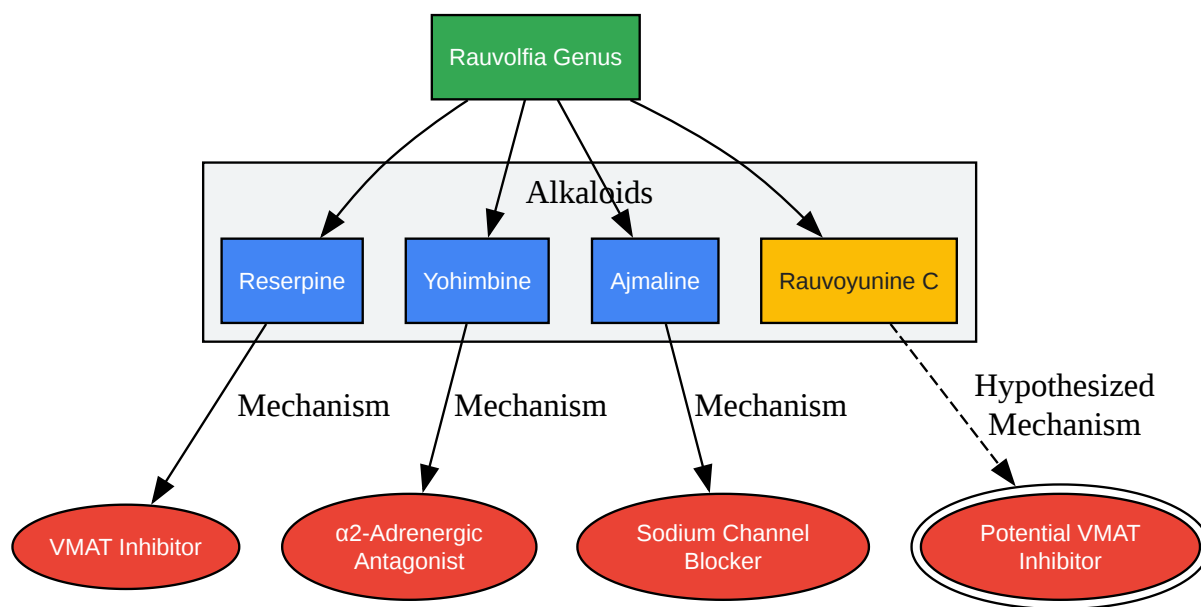 Rauvolfia Genus
Alkaloids
Reserpine
Yohimbine
Ajmaline
Rauvoyunine C
Mechanism
Mechanism
Mechanism
Hypothesized
Mechanism
VMAT Inhibitor
α2-Adrenergic
Antagonist
Sodium Channel
Blocker
Potential VMAT
Inhibitor